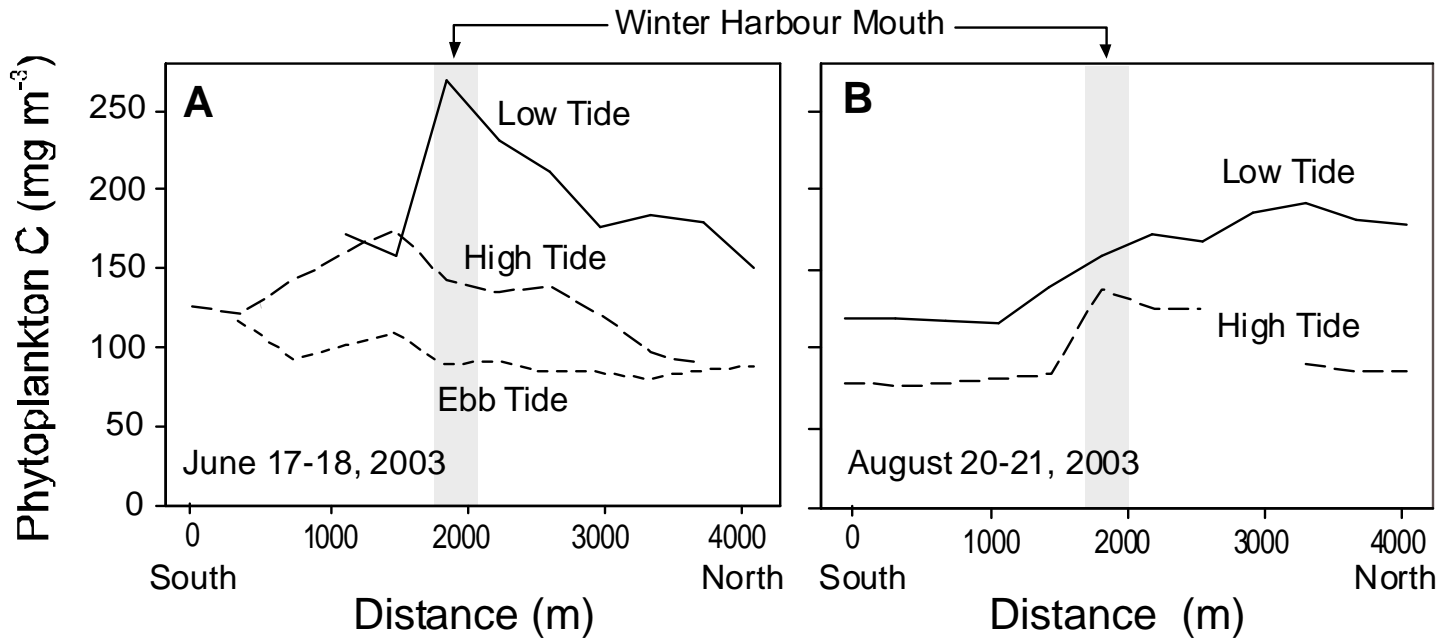 Winter Harbour Mouth
Phytoplankton C (mg m-3)
250
200
150
100
50
0
A
Low Tide
High Tide
Ebb Tide
June 17-18, 2003
0 1000 2000 3000 4000
South North
Distance (m)
B
Low Tide
High Tide
August 20-21, 2003
0 1000 2000 3000 4000
South North
Distance (m)